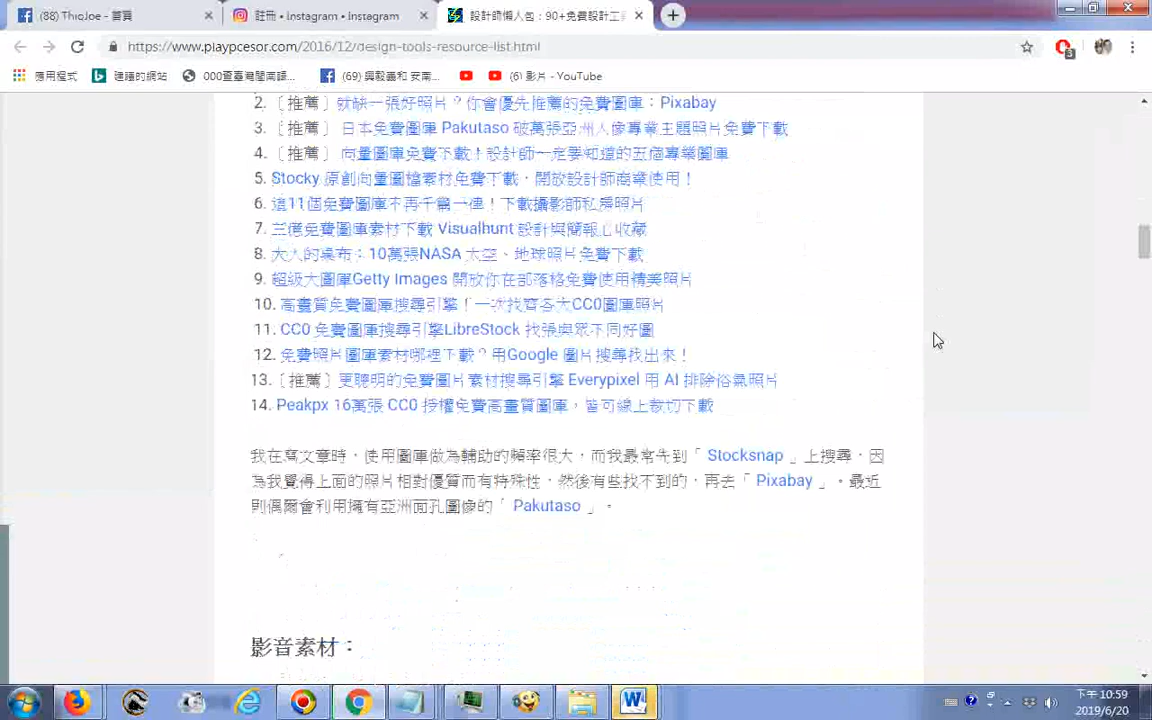 (88) ThioJoe - 首頁
註冊 • Instagram • Instagram
設計師懶人包：90+免費設計工
https://www.playpcesor.com/2016/12/design-tools-resource-list.html
應用程式
建議的網站
000查臺灣閩南語...
(69) 與毅嘉和 安南...
(6) 影片 - YouTube
2. 〔推薦〕就缺一張好照片？你會優先推薦的免費圖庫：Pixabay
3. 〔推薦〕日本免費圖庫 Pakutaso 破萬張亞洲人像專業主題照片免費下載
4. 〔推薦〕向量圖庫免費下載！設計師一定要知道的五個專業圖庫
5. Stocky 原創向量圖檔素材免費下載，開放設計師商業使用！
6. 這11個免費圖庫不再千篇一律！下載攝影師私房照片
7. 三億免費圖庫素材下載 Visualhunt 設計與簡報必收藏
8. 大人的桌布：10萬張NASA 太空、地球照片免費下載
9. 超級大圖庫Getty Images 開放你在部落格免費使用精美照片
10. 高畫質免費圖庫搜尋引擎！一次找齊各大CC0圖庫照片
11. CC0 免費圖庫搜尋引擎LibreStock 找張與眾不同好圖
12. 免費照片圖庫素材哪裡下載？用Google 圖片搜尋找出來！
13. 〔推薦〕更聰明的免費圖片素材搜尋引擎 Everypixel 用 AI 排除俗氣照片
14. Peakpx 16萬張 CC0 授權免費高畫質圖庫，皆可線上裁切下載
我在寫文章時，使用圖庫做為輔助的頻率很大，而我最常先到「 Stocksnap 」上搜尋，因
為我覺得上面的照片相對優質而有特殊性，然後有些找不到的，再去「 Pixabay 」。最近
則偶爾會利用擁有亞洲面孔圖像的「 Pakutaso 」。
影音素材：
下午 10:59
2019/6/20